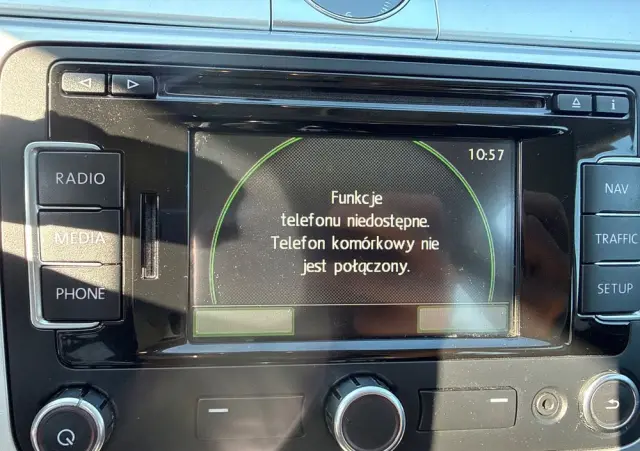 10:57
RADIO
MEDIA
PHONE
Funkcje
telefonu niedostępne.
Telefon komórkowy nie
jest połączony.
NAV
TRAFFIC
SETUP
i